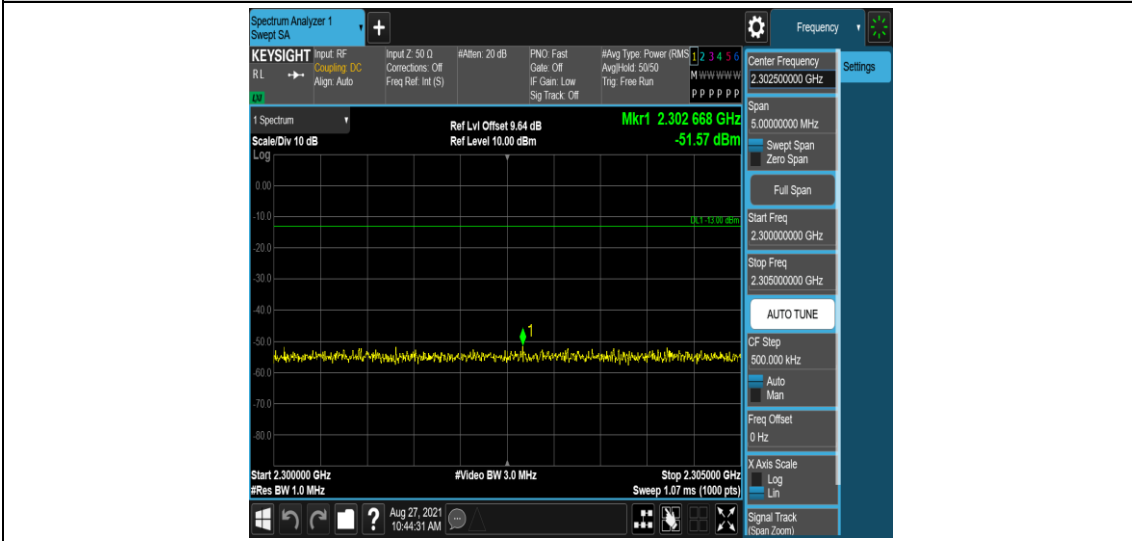 Spectrum Analyzer 1
Swept SA
Frequency
KEYSIGHT
RL
LM
Input: RF
Coupling: DC
Align: Auto
Input Z: 50 Ω
Corrections: Off
Freq Ref: Int (S)
#Atten: 20 dB
PNO: Fast
Gate: Off
IF Gain: Low
Sig Track: Off
#Avg Type: Power (RMS
Avg|Hold: 50/50
Trig: Free Run
1 2 3 4 5 6
M W W W W W
P P P P P P
1 Spectrum
Scale/Div 10 dB
Log
Ref Lvl Offset 9.64 dB
Ref Level 10.00 dBm
Mkr1 2.302 668 GHz
-51.57 dBm
0.00
-10.0
DL1 -13.00 dBm
-20.0
-30.0
-40.0
1
-50.0
-60.0
-70.0
-80.0
Start 2.300000 GHz
#Res BW 1.0 MHz
#Video BW 3.0 MHz
Stop 2.305000 GHz
Sweep 1.07 ms (1000 pts)
?
Aug 27, 2021
10:44:31 AM
Center Frequency
2.302500000 GHz
Settings
Span
5.00000000 MHz
Swept Span
Zero Span
Full Span
Start Freq
2.300000000 GHz
Stop Freq
2.305000000 GHz
AUTO TUNE
CF Step
500.000 kHz
Auto
Man
Freq Offset
0 Hz
X Axis Scale
Log
Lin
Signal Track
(Span Zoom)